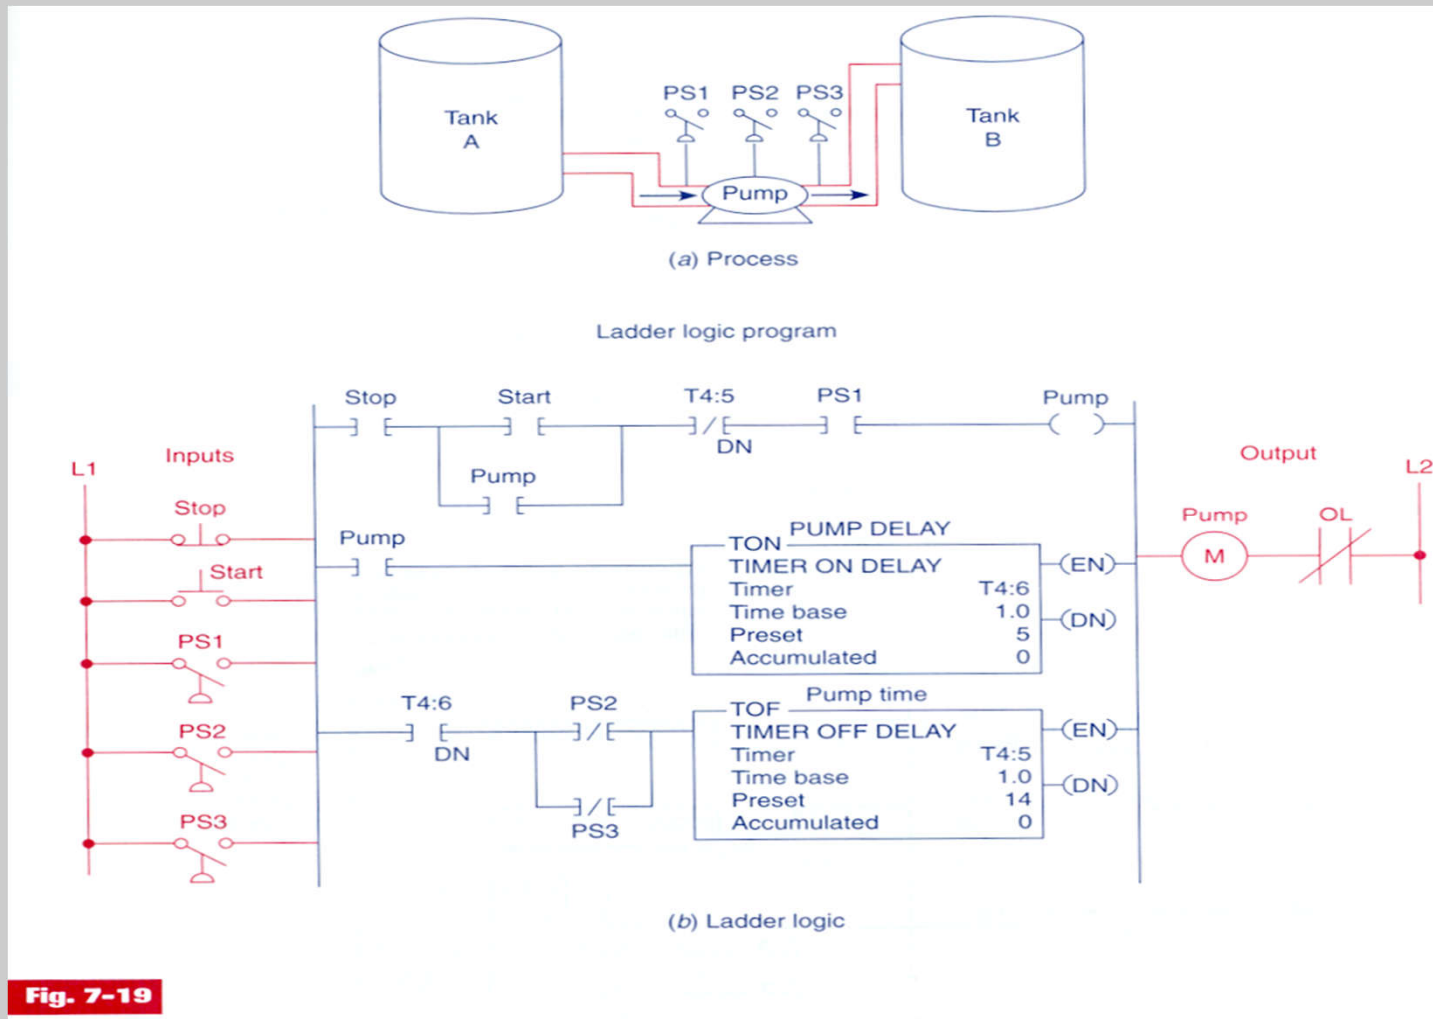 PS1 PS2 PS3
Tank
A
Tank
B
Pump
(a) Process
Ladder logic program
Stop Start T4:5 PS1 Pump
DN
Pump
L1
Inputs
Output
L2
Stop
Start
PS1
PS2
PS3
Pump
PUMP DELAY
TON
TIMER ON DELAY
Timer T4:6
Time base 1.0
Preset 5
Accumulated 0
(EN)
(DN)
Pump OL
M
T4:6 PS2
DN
PS3
Pump time
TOF
TIMER OFF DELAY
Timer T4:5
Time base 1.0
Preset 14
Accumulated 0
(EN)
(DN)
(b) Ladder logic
Fig. 7-19